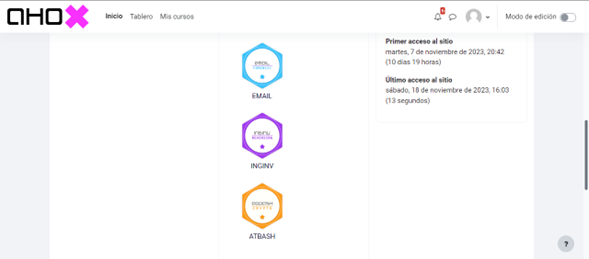 AHOX
Inicio
Tablero
Mis cursos
Modo de edición
EMAIL
INGINV
ATBASH
Primer acceso al sitio
martes, 7 de noviembre de 2023, 20:42
(10 días 19 horas)
Último acceso al sitio
sábado, 18 de noviembre de 2023, 16:03
(13 segundos)
?